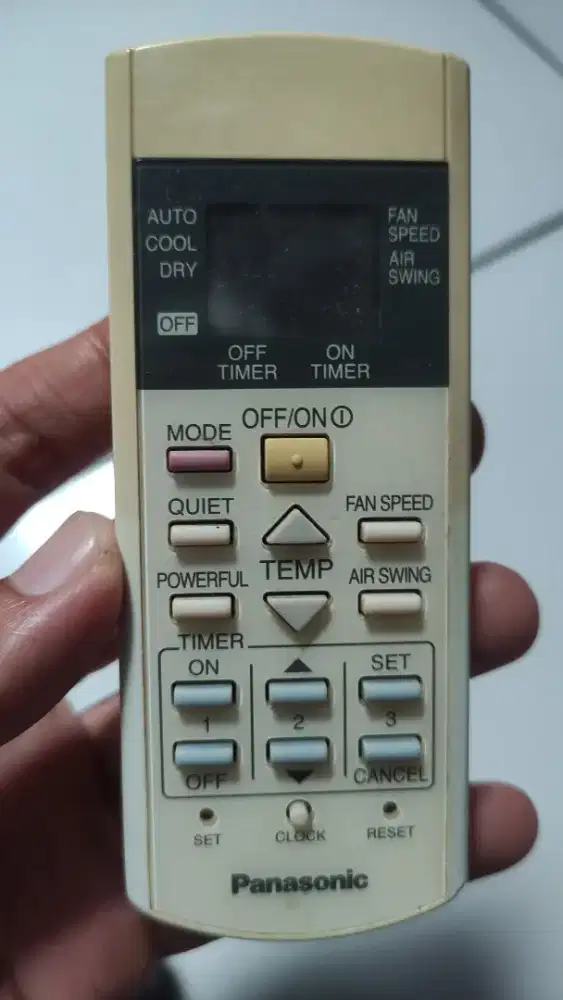 AUTO
COOL
DRY
OFF
FAN
SPEED
AIR
SWING
OFF
TIMER
ON
TIMER
MODE
OFF/ON
QUIET
FAN SPEED
POWERFUL
TEMP
AIR SWING
TIMER
ON
SET
1
2
3
OFF
CANCEL
SET
CLOCK
RESET
Panasonic